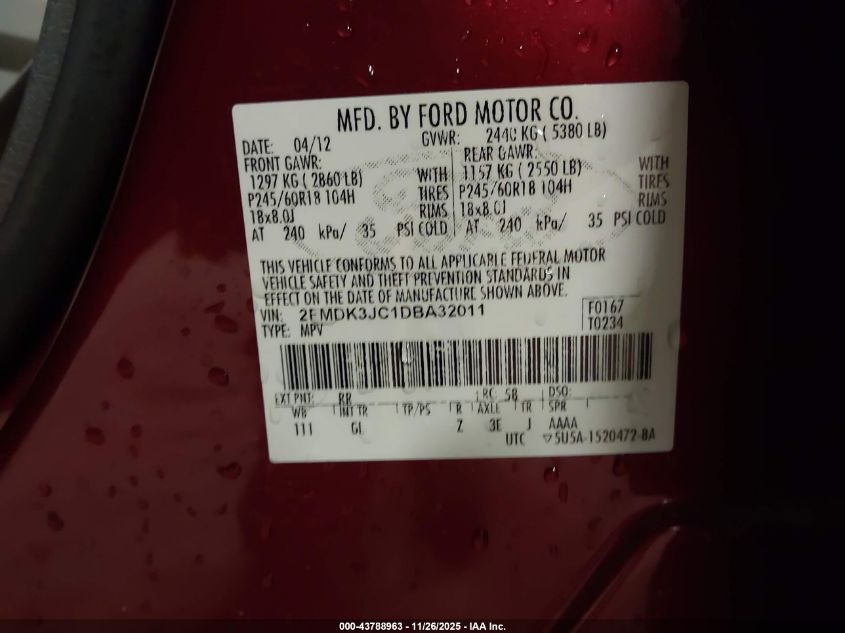 MFD. BY FORD MOTOR CO.
DATE: 04/12 GVWR: 2440 KG ( 5380 LB)
FRONT GAWR: REAR GAWR:
1297 KG ( 2860 LB) WITH 1157 KG ( 2550 LB) WITH
P245/60R18 104H TIRES P245/60R18 104H TIRES
18x8.0J RIMS 18x8.0J RIMS
AT 240 kPa/ 35 PSI COLD AT 240 kPa/ 35 PSI COLD
THIS VEHICLE CONFORMS TO ALL APPLICABLE FEDERAL MOTOR
VEHICLE SAFETY AND THEFT PREVENTION STANDARDS IN
EFFECT ON THE DATE OF MANUFACTURE SHOWN ABOVE.
VIN: 2FMDK3JC1DBA32011 F0167
TYPE: MPV T0234
EXT PNT: RR RC: 58 DSO:
WB INT TR TP/PS R AXLE TR SPR
111 GL Z 3E J AAAA
UTC ▽5U5A-1520472-BA
000-43788963 - 11/26/2025 - IAA Inc.